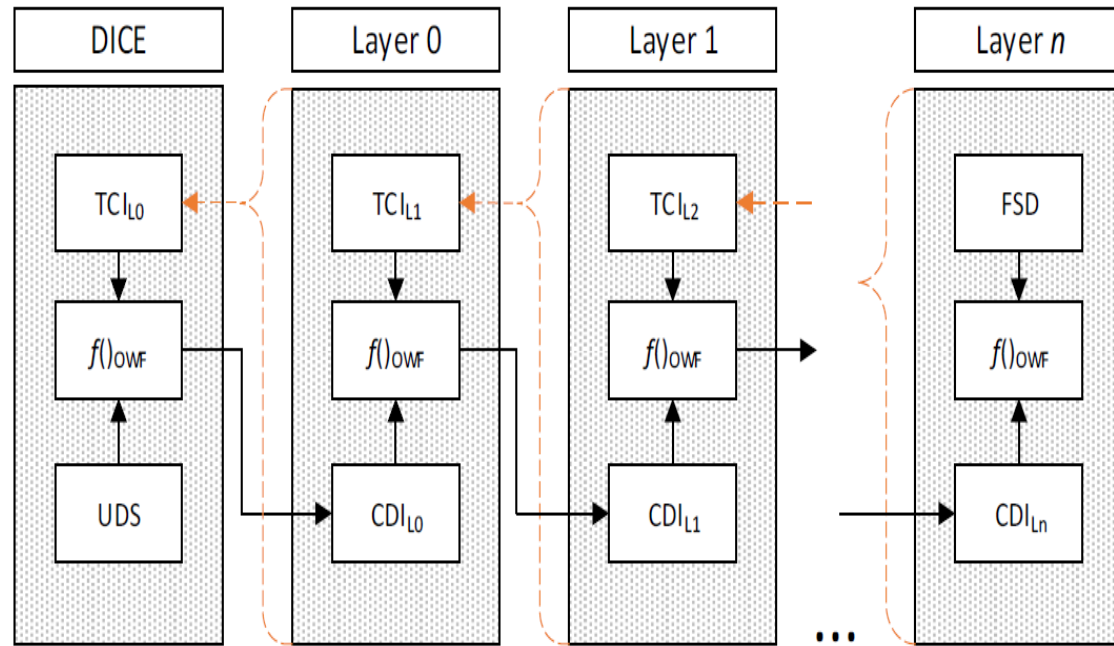 DICE
Layer 0
Layer 1
Layer n
TCIL0
TCIL1
TCIL2
FSD
f()OWF
f()OWF
f()OWF
f()OWF
UDS
CDIL0
CDIL1
CDILn
...